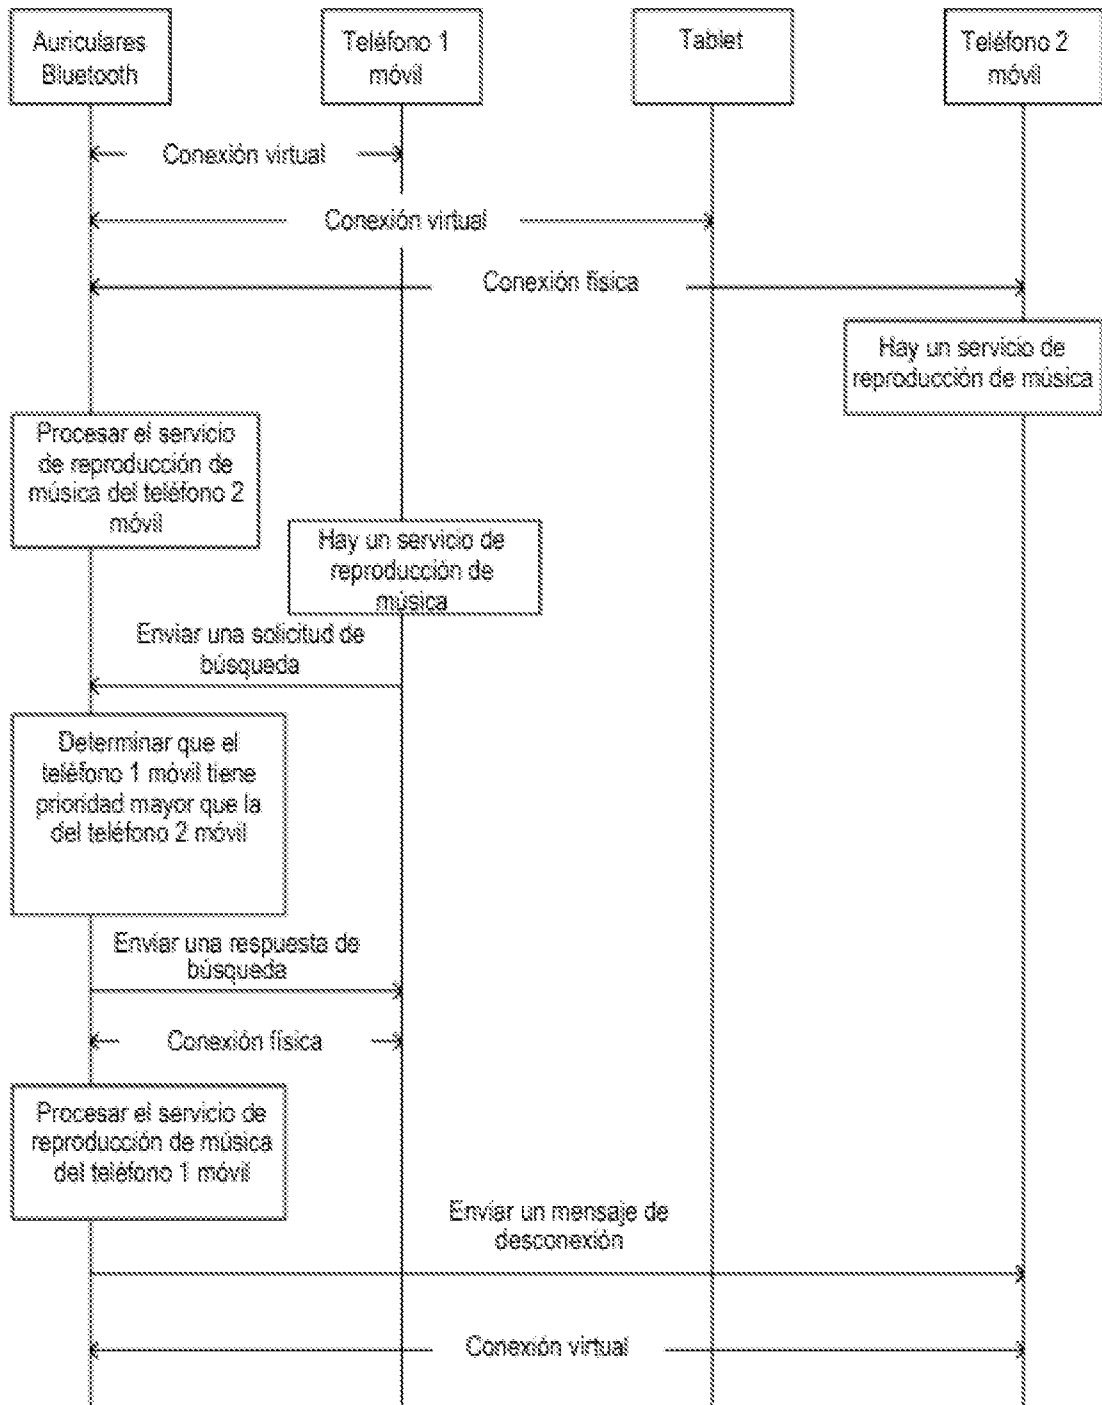 Auriculares
Bluetooth
Teléfono 1
móvil
Tablet
Teléfono 2
móvil
Conexión virtual
Conexión virtual
Conexión física
Hay un servicio de
reproducción de música
Procesar el servicio
de reproducción de
música del teléfono 2
móvil
Hay un servicio de
reproducción de
música
Enviar una solicitud de
búsqueda
Determinar que el
teléfono 1 móvil tiene
prioridad mayor que la
del teléfono 2 móvil
Enviar una respuesta de
búsqueda
Conexión física
Procesar el servicio de
reproducción de música
del teléfono 1 móvil
Enviar un mensaje de
desconexión
Conexión virtual